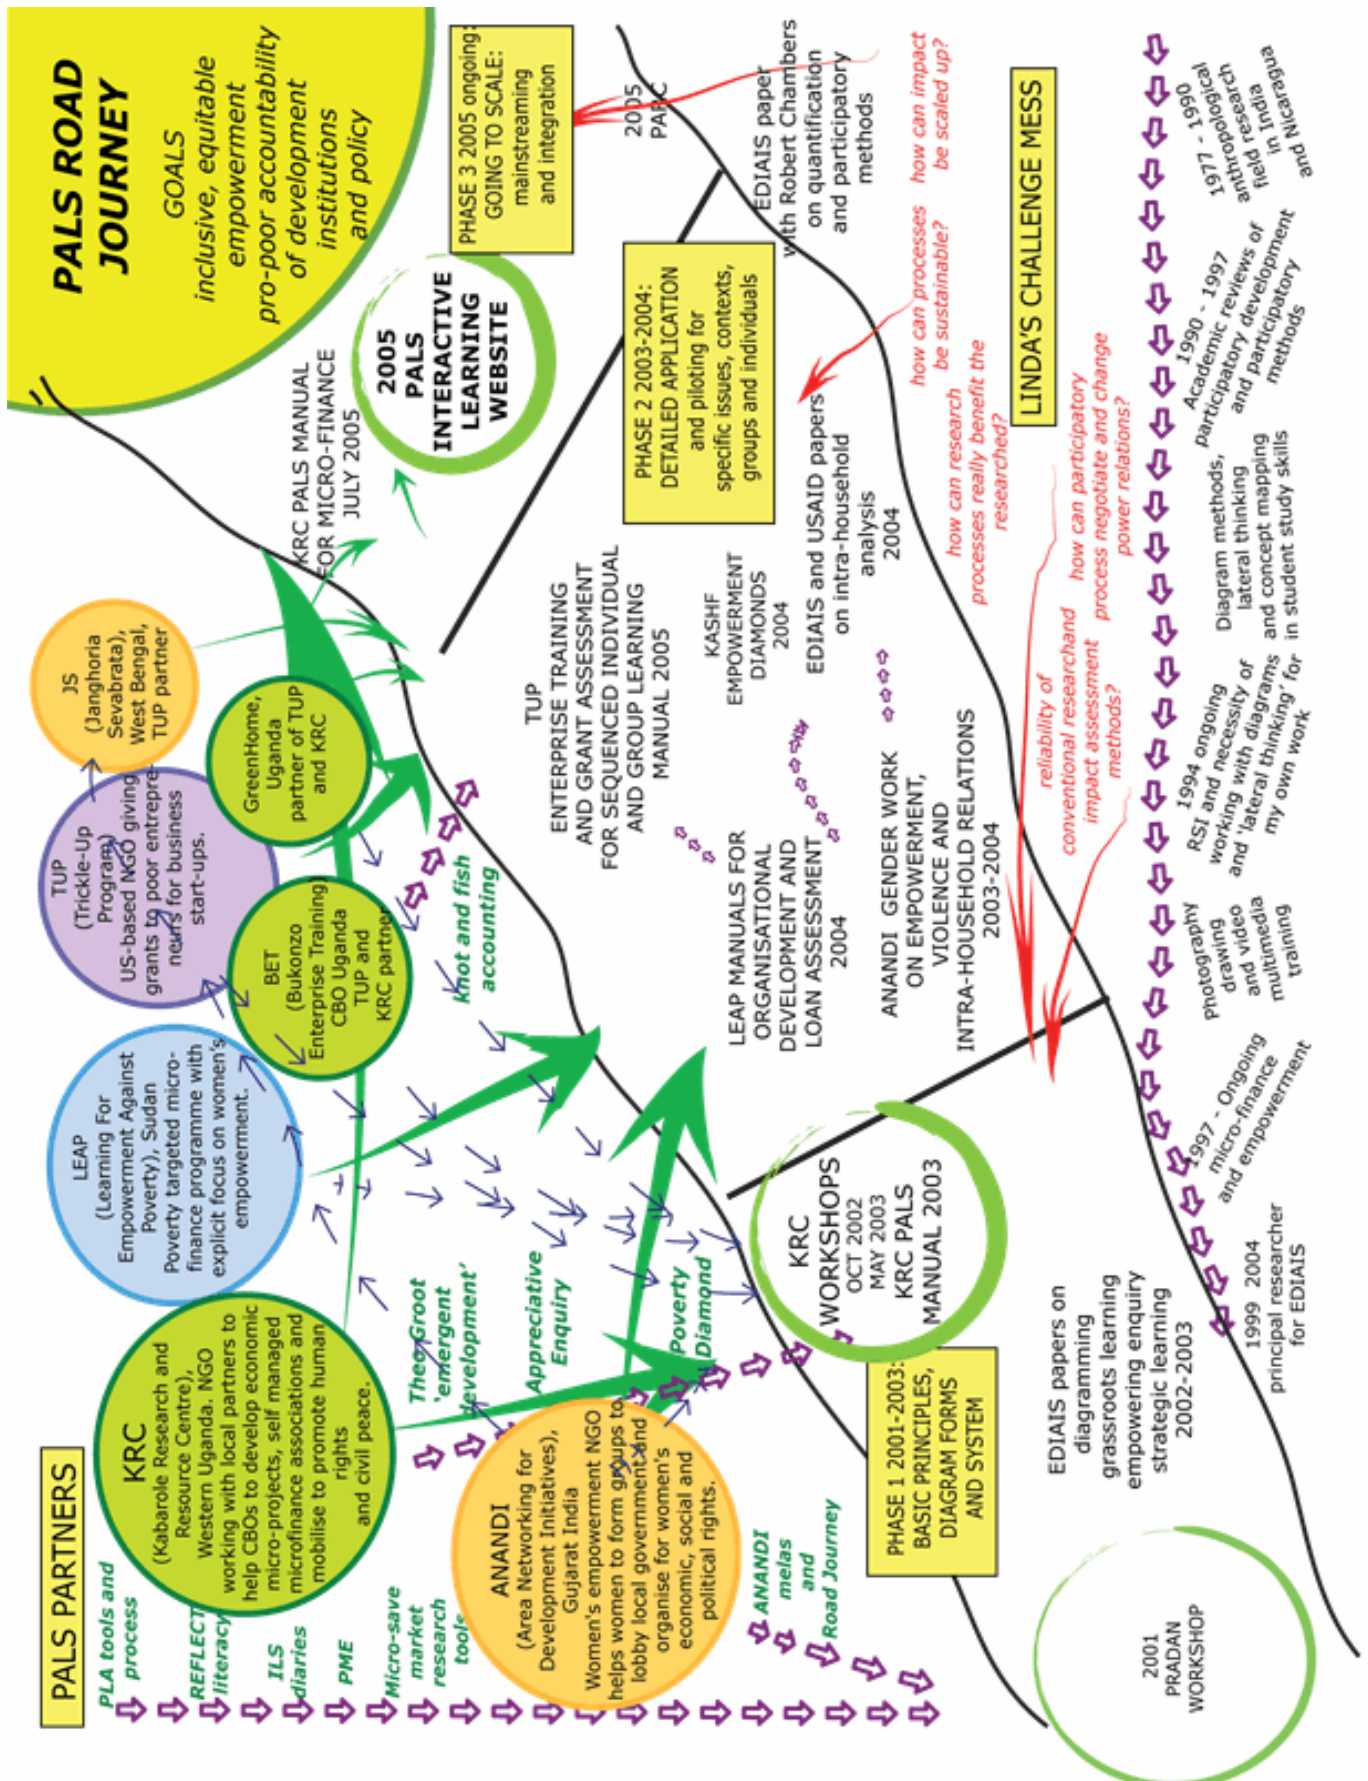 PALS ROAD
JOURNEY
GOALS
inclusive, equitable
empowerment
pro-poor accountability
of development
institutions
and policy
PALS PARTNERS
KRC
(Kabarole Research and
Resource Centre),
Western Uganda. NGO
working with local partners to
help CBOs to develop economic
micro-projects, self managed
microfinance associations and
mobilise to promote human
rights
and civil peace.
LEAP
(Learning For
Empowerment Against
Poverty), Sudan
Poverty targeted micro-
finance programme with
explicit focus on women's
empowerment.
TUP
(Trickle-Up
Program)
US-based NGO giving
grants to poor entrepre-
neurs for business
start-ups.
JS
(Janghoria
Sevabrata),
West Bengal,
TUP partner
GreenHome,
Uganda
partner of TUP
and KRC
BET
(Bukonzo
Enterprise Training)
CBO Uganda
TUP and
KRC partner
ANANDI
(Area Networking for
Development Initiatives),
Gujarat India
Women's empowerment NGO
helps women to form groups to
lobby local government and
organise for women's
economic, social and
political rights.
PLA tools and
process
REFLECT
literacy
ILS
diaries
PME
Micro-save
market
research
tools
ANANDI
melas
and
Road Journey
Theo Groot
'emergent
development'
Appreciative
Enquiry
Poverty
Diamond
Knot and fish
accounting
KRC PALS MANUAL
FOR MICRO-FINANCE
JULY 2005
2005
PALS
INTERACTIVE
LEARNING
WEBSITE
PHASE 3 2005 ongoing:
GOING TO SCALE:
mainstreaming
and integration
2005
PARC
EDIAIS paper
with Robert Chambers
on quantification
and participatory
methods
PHASE 2 2003-2004:
DETAILED APPLICATION
and piloting for
specific issues, contexts,
groups and individuals
TUP
ENTERPRISE TRAINING
AND GRANT ASSESSMENT
FOR SEQUENCED INDIVIDUAL
AND GROUP LEARNING
MANUAL 2005
KASHF
EMPOWERMENT
DIAMONDS
2004
EDIAIS and USAID papers
on intra-household
analysis
2004
LEAP MANUALS FOR
ORGANISATIONAL
DEVELOPMENT AND
LOAN ASSESSMENT
2004
ANANDI GENDER WORK
ON EMPOWERMENT,
VIOLENCE AND
INTRA-HOUSEHOLD RELATIONS
2003-2004
KRC
WORKSHOPS
OCT 2002
MAY 2003
KRC PALS
MANUAL 2003
PHASE 1 2001-2003:
BASIC PRINCIPLES,
DIAGRAM FORMS
AND SYSTEM
2001
PRADAN
WORKSHOP
EDIAIS papers on
diagramming
grassroots learning
empowering enquiry
strategic learning
2002-2003
LINDA'S CHALLENGE MESS
how can impact
be scaled up?
how can processes
be sustainable?
how can research
processes really benefit the
researched?
how can participatory
process negotiate and change
power relations?
reliability of
conventional researchand
impact assessment
methods?
1999 2004
principal researcher
for EDIAIS
1997 - Ongoing
micro-finance
and empowerment
Photography
drawing
and video
multimedia
training
1994 ongoing
RSI and necessity of
working with diagrams
and 'lateral thinking' for
my own work
Diagram methods,
lateral thinking
and concept mapping
in student study skills
1990 - 1997
Academic reviews of
participatory development
and participatory
methods
1977 - 1990
anthropological
research
field in India
in Nicaragua
and Nicaragua